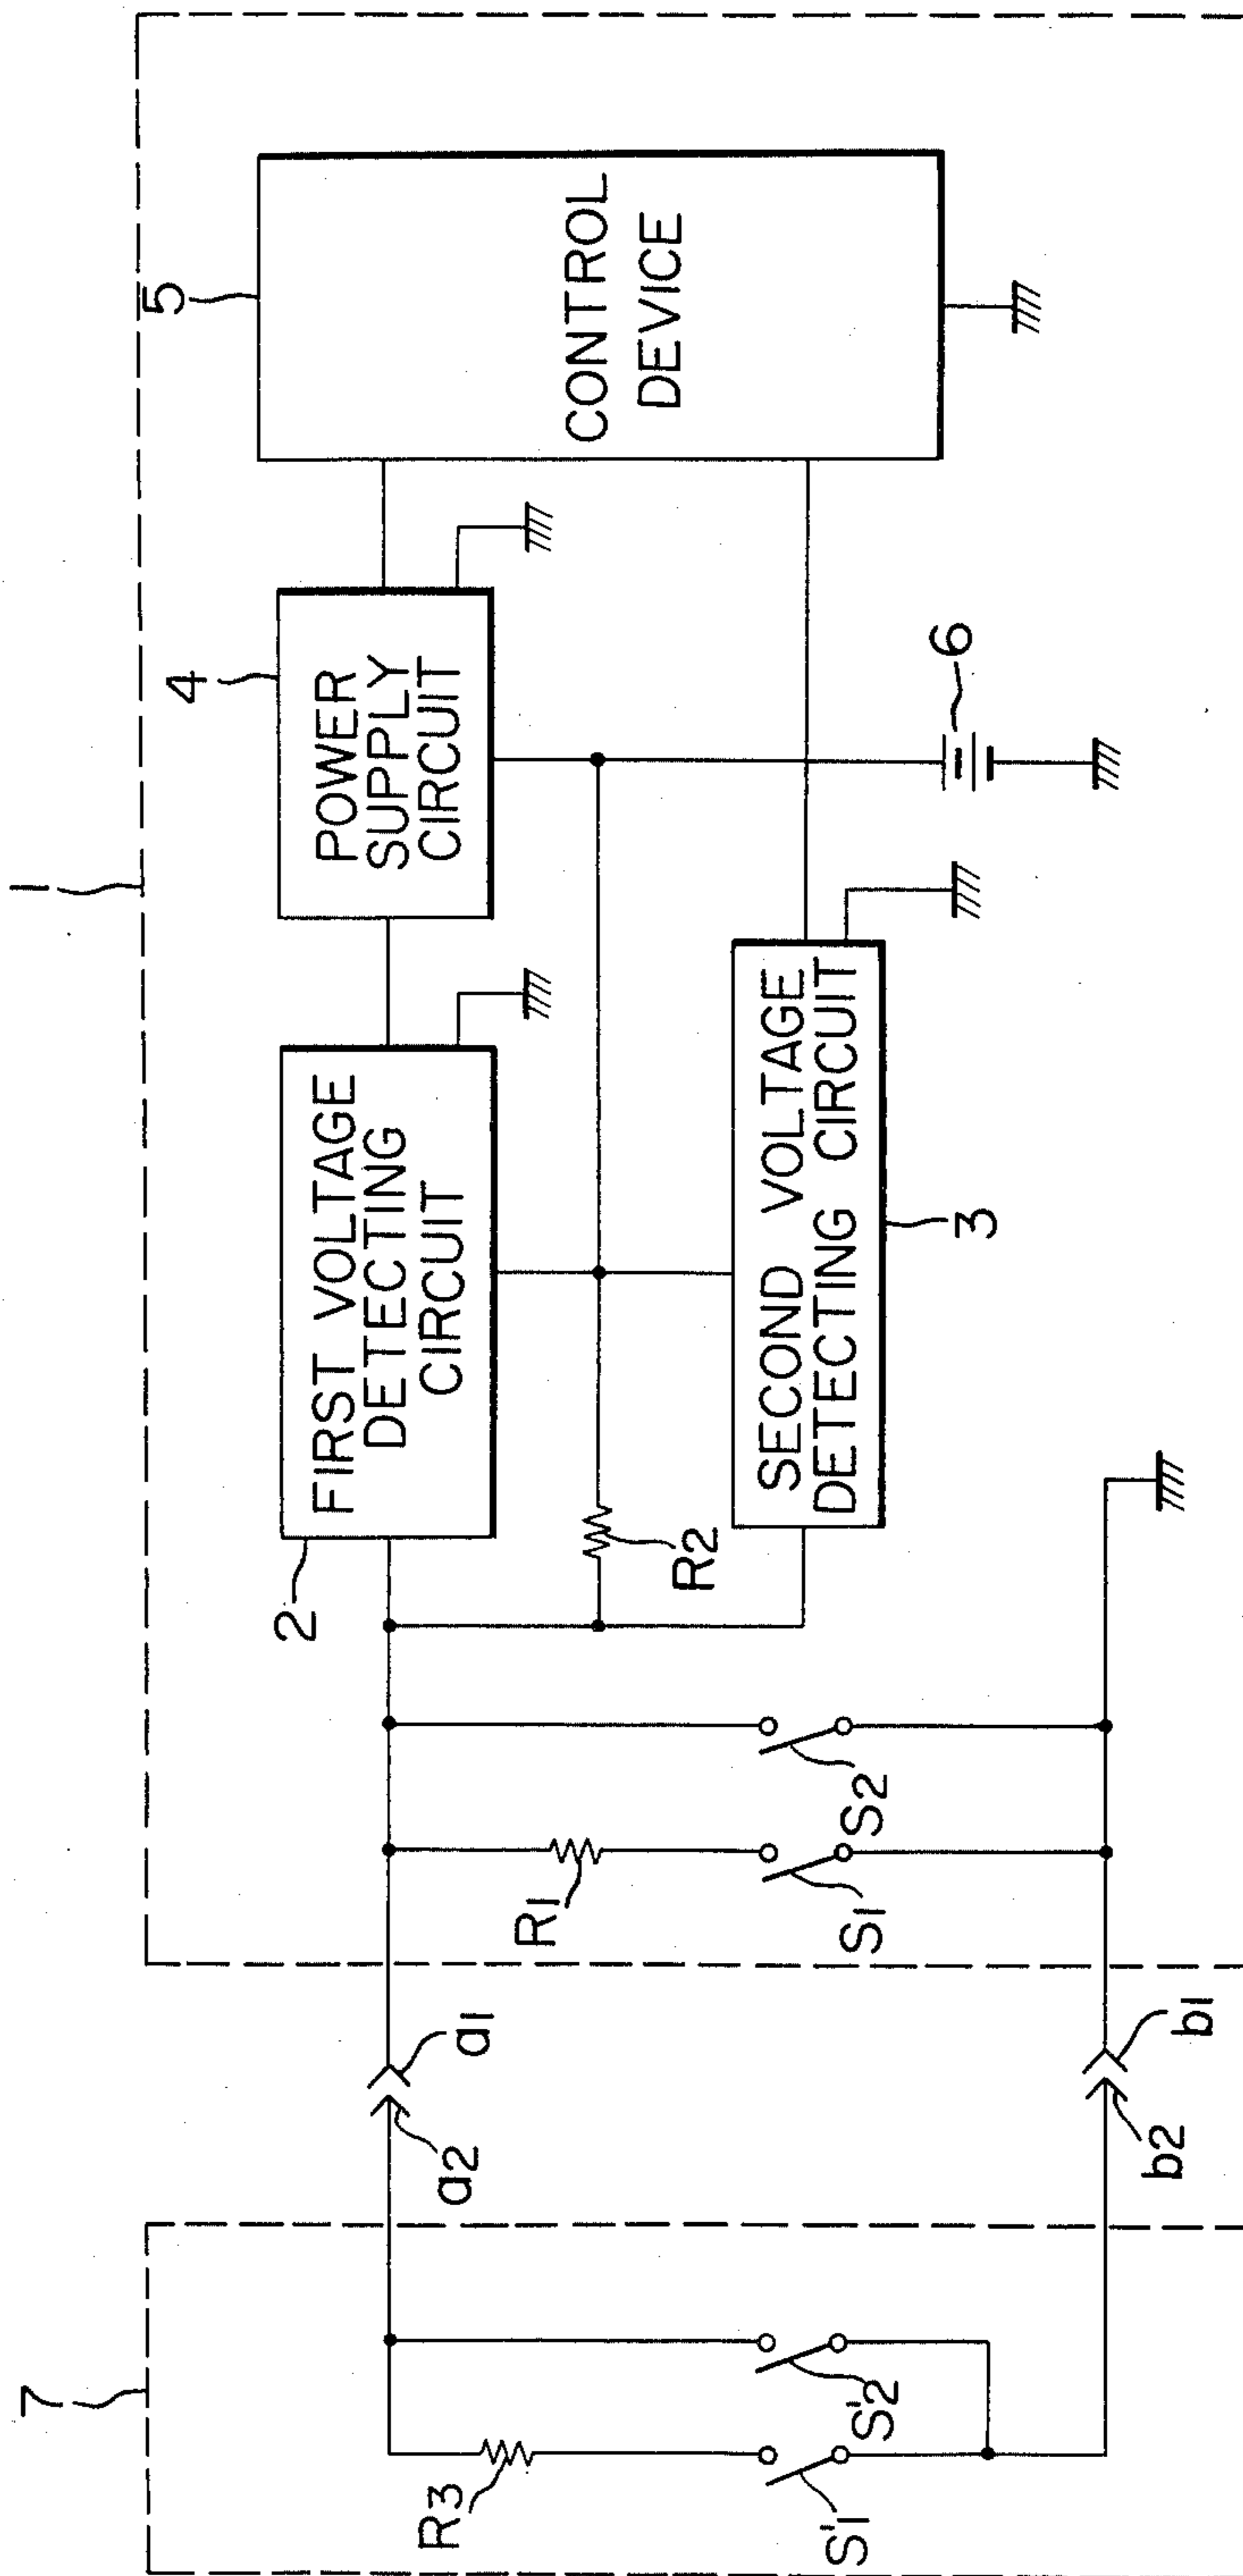 1
5
CONTROL
DEVICE
4
POWER
SUPPLY
CIRCUIT
6
FIRST VOLTAGE
DETECTING
CIRCUIT
2
SECOND VOLTAGE
DETECTING CIRCUIT
3
R2
S2
R1
S1
a1
a2
b1
b2
7
R3
S'2
S'1